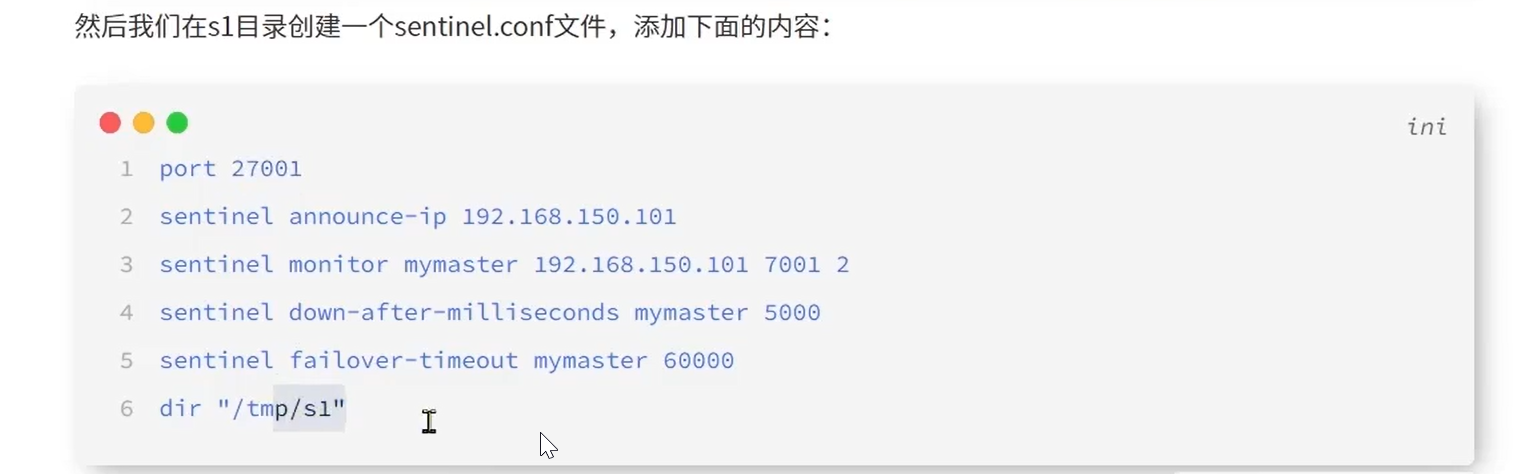 然后我们在s1目录创建一个sentinel.conf文件，添加下面的内容：
ini
1 port 27001
2 sentinel announce-ip 192.168.150.101
3 sentinel monitor mymaster 192.168.150.101 7001 2
4 sentinel down-after-milliseconds mymaster 5000
5 sentinel failover-timeout mymaster 60000
6 dir "/tmp/s1"